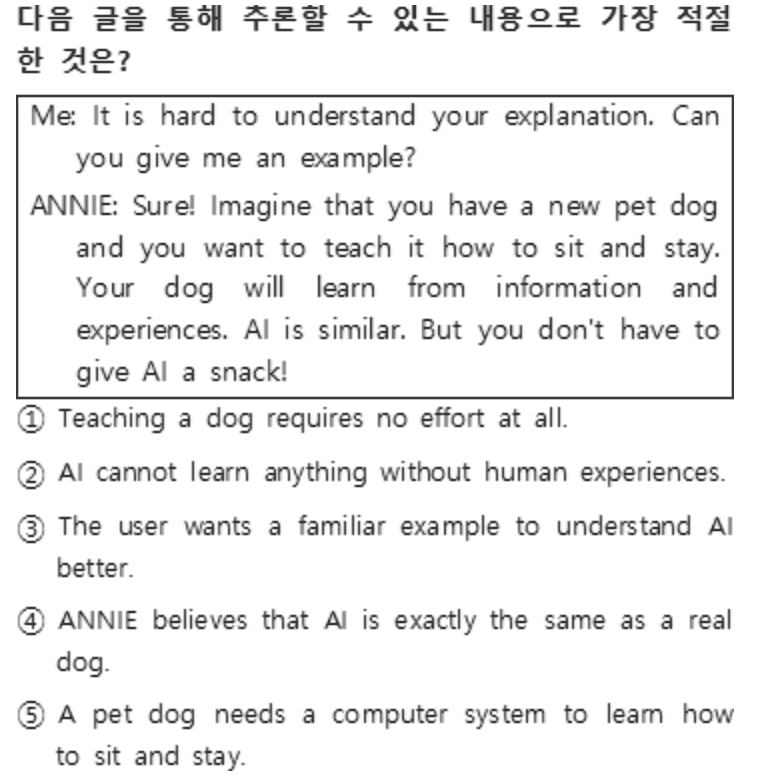 다음 글을 통해 추론할 수 있는 내용으로 가장 적절
한 것은?
Me: It is hard to understand your explanation. Can
you give me an example?
ANNIE: Sure! Imagine that you have a new pet dog
and you want to teach it how to sit and stay.
Your dog will learn from information and
experiences. AI is similar. But you don't have to
give AI a snack!
① Teaching a dog requires no effort at all.
② AI cannot learn anything without human experiences.
③ The user wants a familiar example to understand AI
better.
④ ANNIE believes that AI is exactly the same as a real
dog.
⑤ A pet dog needs a computer system to learn how
to sit and stay.